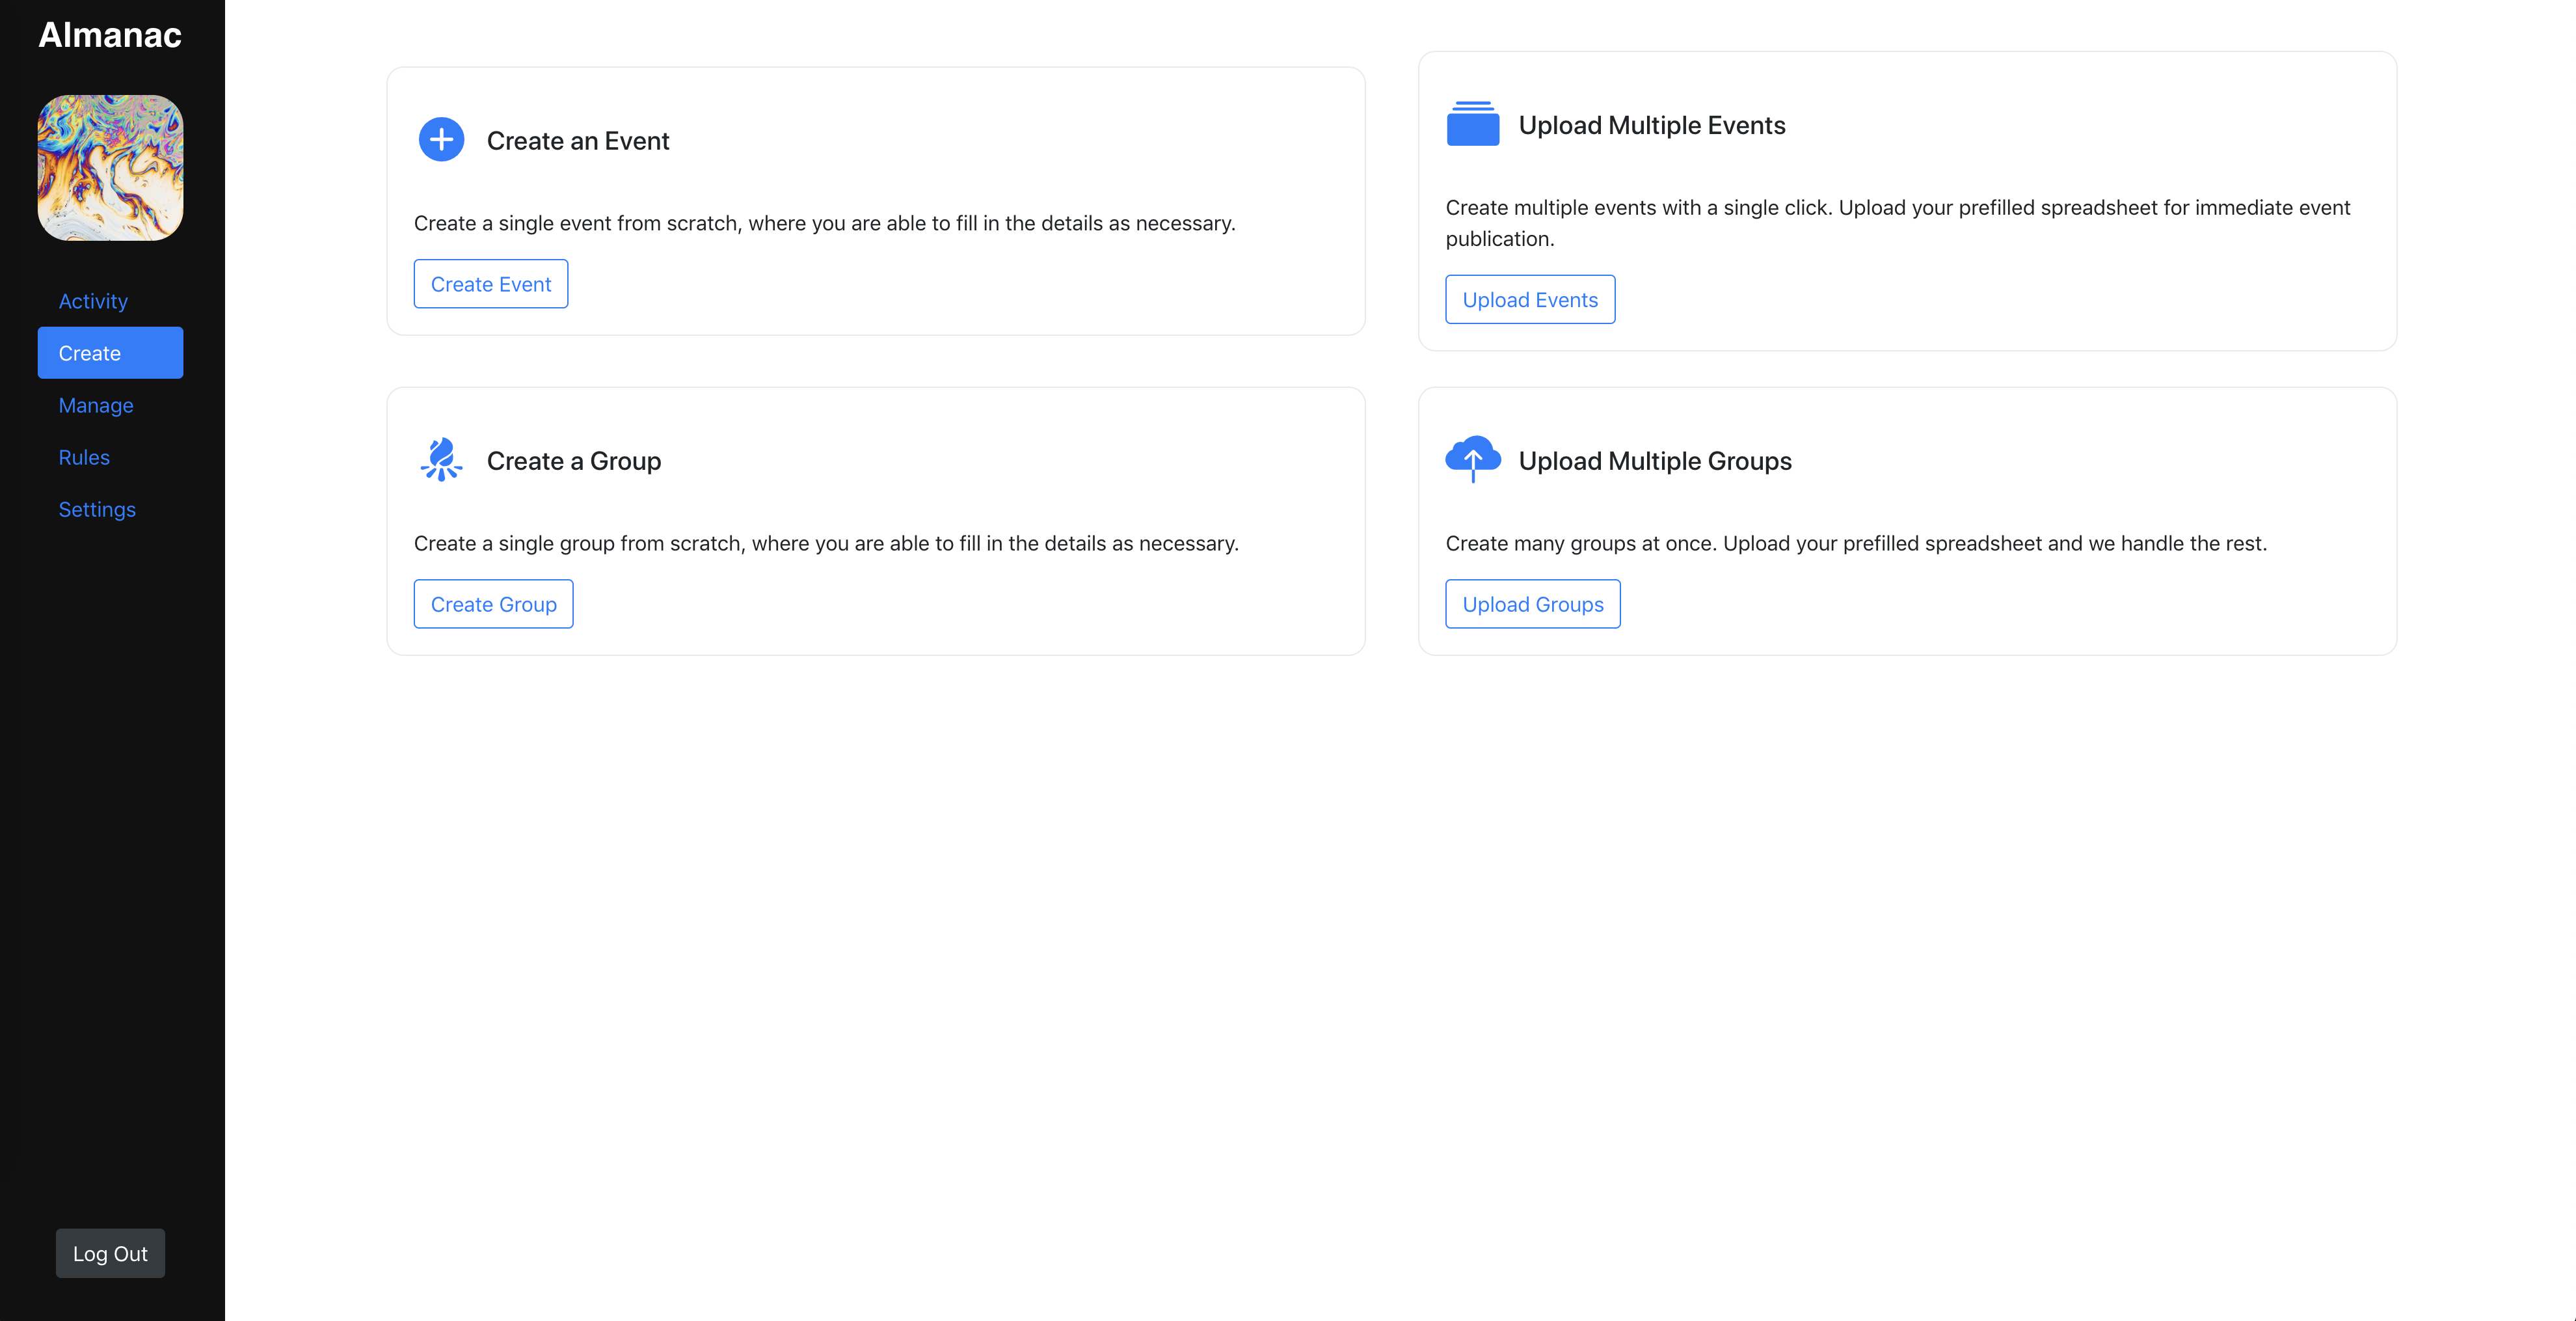 Almanac
Activity
Create
Manage
Rules
Settings
Log Out
Create an Event
Create a single event from scratch, where you are able to fill in the details as necessary.
Create Event
Upload Multiple Events
Create multiple events with a single click. Upload your prefilled spreadsheet for immediate event
publication.
Upload Events
Create a Group
Create a single group from scratch, where you are able to fill in the details as necessary.
Create Group
Upload Multiple Groups
Create many groups at once. Upload your prefilled spreadsheet and we handle the rest.
Upload Groups